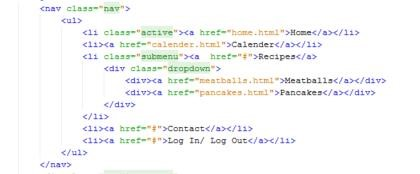 <nav class="nav">
<ul>
<li class="active"><a href="home.html">Home</a></li>
<li><a href="calender.html">Calender</a></li>
<li class="submenu"><a href="#">Recipes</a>
<div class="dropdown">
<div><a href="meatballs.html">Meatballs</a></div>
<div><a href="pancakes.html">Pancakes</a></div>
</div>
</li>
<li><a href="#">Contact</a></li>
<li><a href="#">Log In/ Log Out</a></li>
</ul>
</nav>